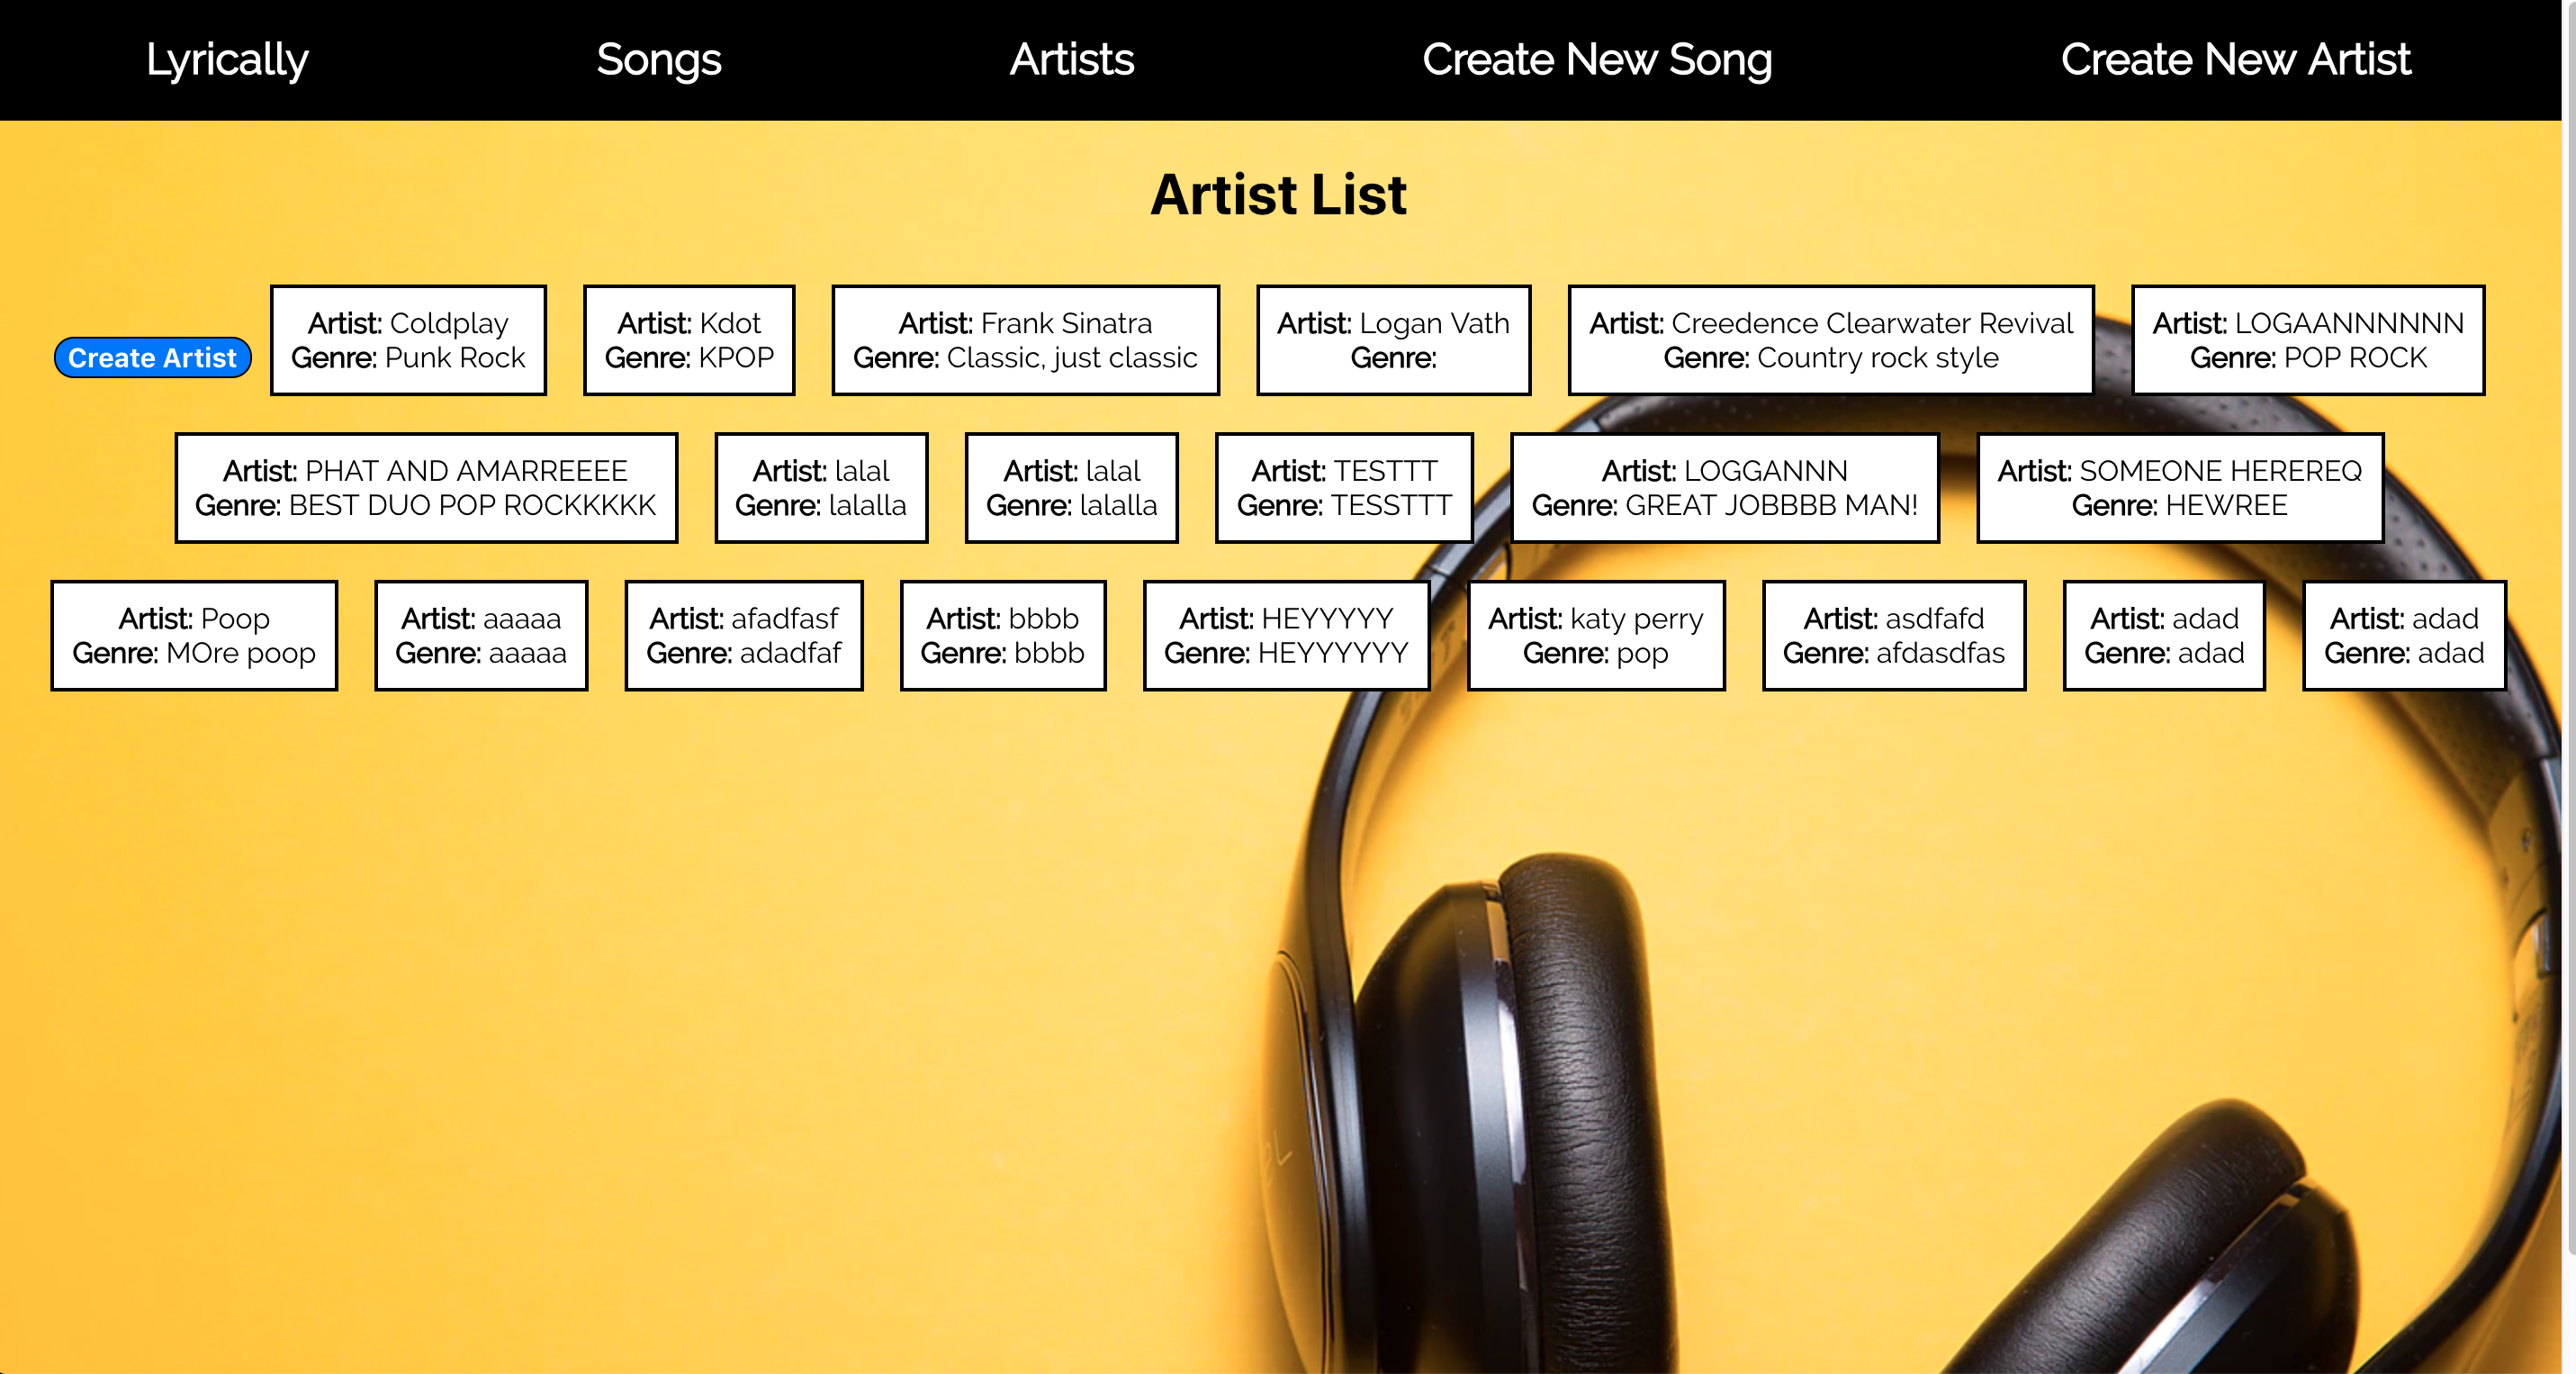 Lyrically Songs Artists Create New Song Create New Artist
Artist List
Create Artist
Artist: Coldplay
Genre: Punk Rock
Artist: Kdot
Genre: KPOP
Artist: Frank Sinatra
Genre: Classic, just classic
Artist: Logan Vath
Genre:
Artist: Creedence Clearwater Revival
Genre: Country rock style
Artist: LOGAANNNNNN
Genre: POP ROCK
Artist: PHAT AND AMARREEEE
Genre: BEST DUO POP ROCKKKKK
Artist: lalal
Genre: lalalla
Artist: lalal
Genre: lalalla
Artist: TESTTT
Genre: TESSTTT
Artist: LOGGANNN
Genre: GREAT JOBBBB MAN!
Artist: SOMEONE HEREREQ
Genre: HEWREE
Artist: Poop
Genre: MOre poop
Artist: aaaaa
Genre: aaaaa
Artist: afadfasf
Genre: adadfaf
Artist: bbbb
Genre: bbbb
Artist: HEYYYYY
Genre: HEYYYYYY
Artist: katy perry
Genre: pop
Artist: asdfafd
Genre: afdasdfas
Artist: adad
Genre: adad
Artist: adad
Genre: adad